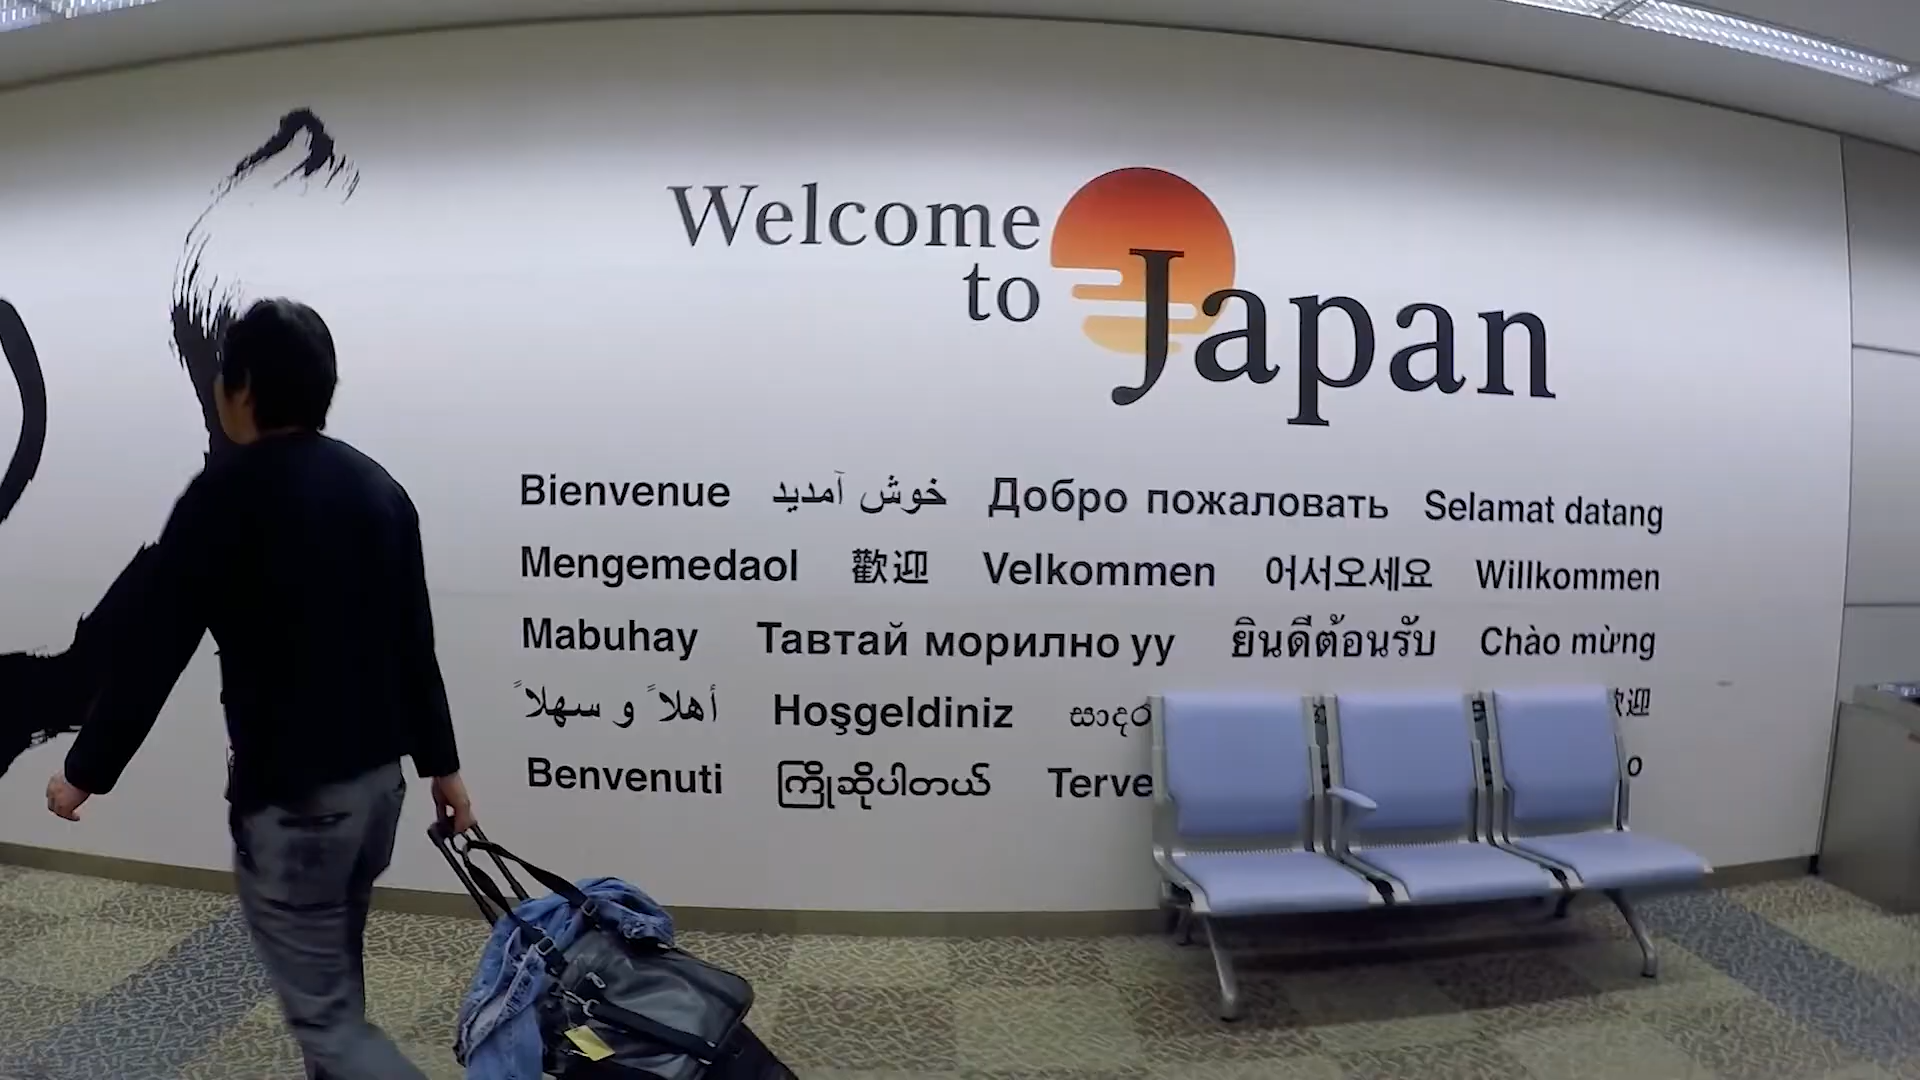 Welcome
to Japan
Bienvenue خوش آمدید Добро пожаловать Selamat datang
Mengemedaol 歡迎 Velkommen 어서오세요 Willkommen
Mabuhay Тавтай морилно уу ยินดีต้อนรับ Chào mừng
أهلاً و سهلاً Hoşgeldiniz
Benvenuti ကြိုဆိုပါတယ် Terve